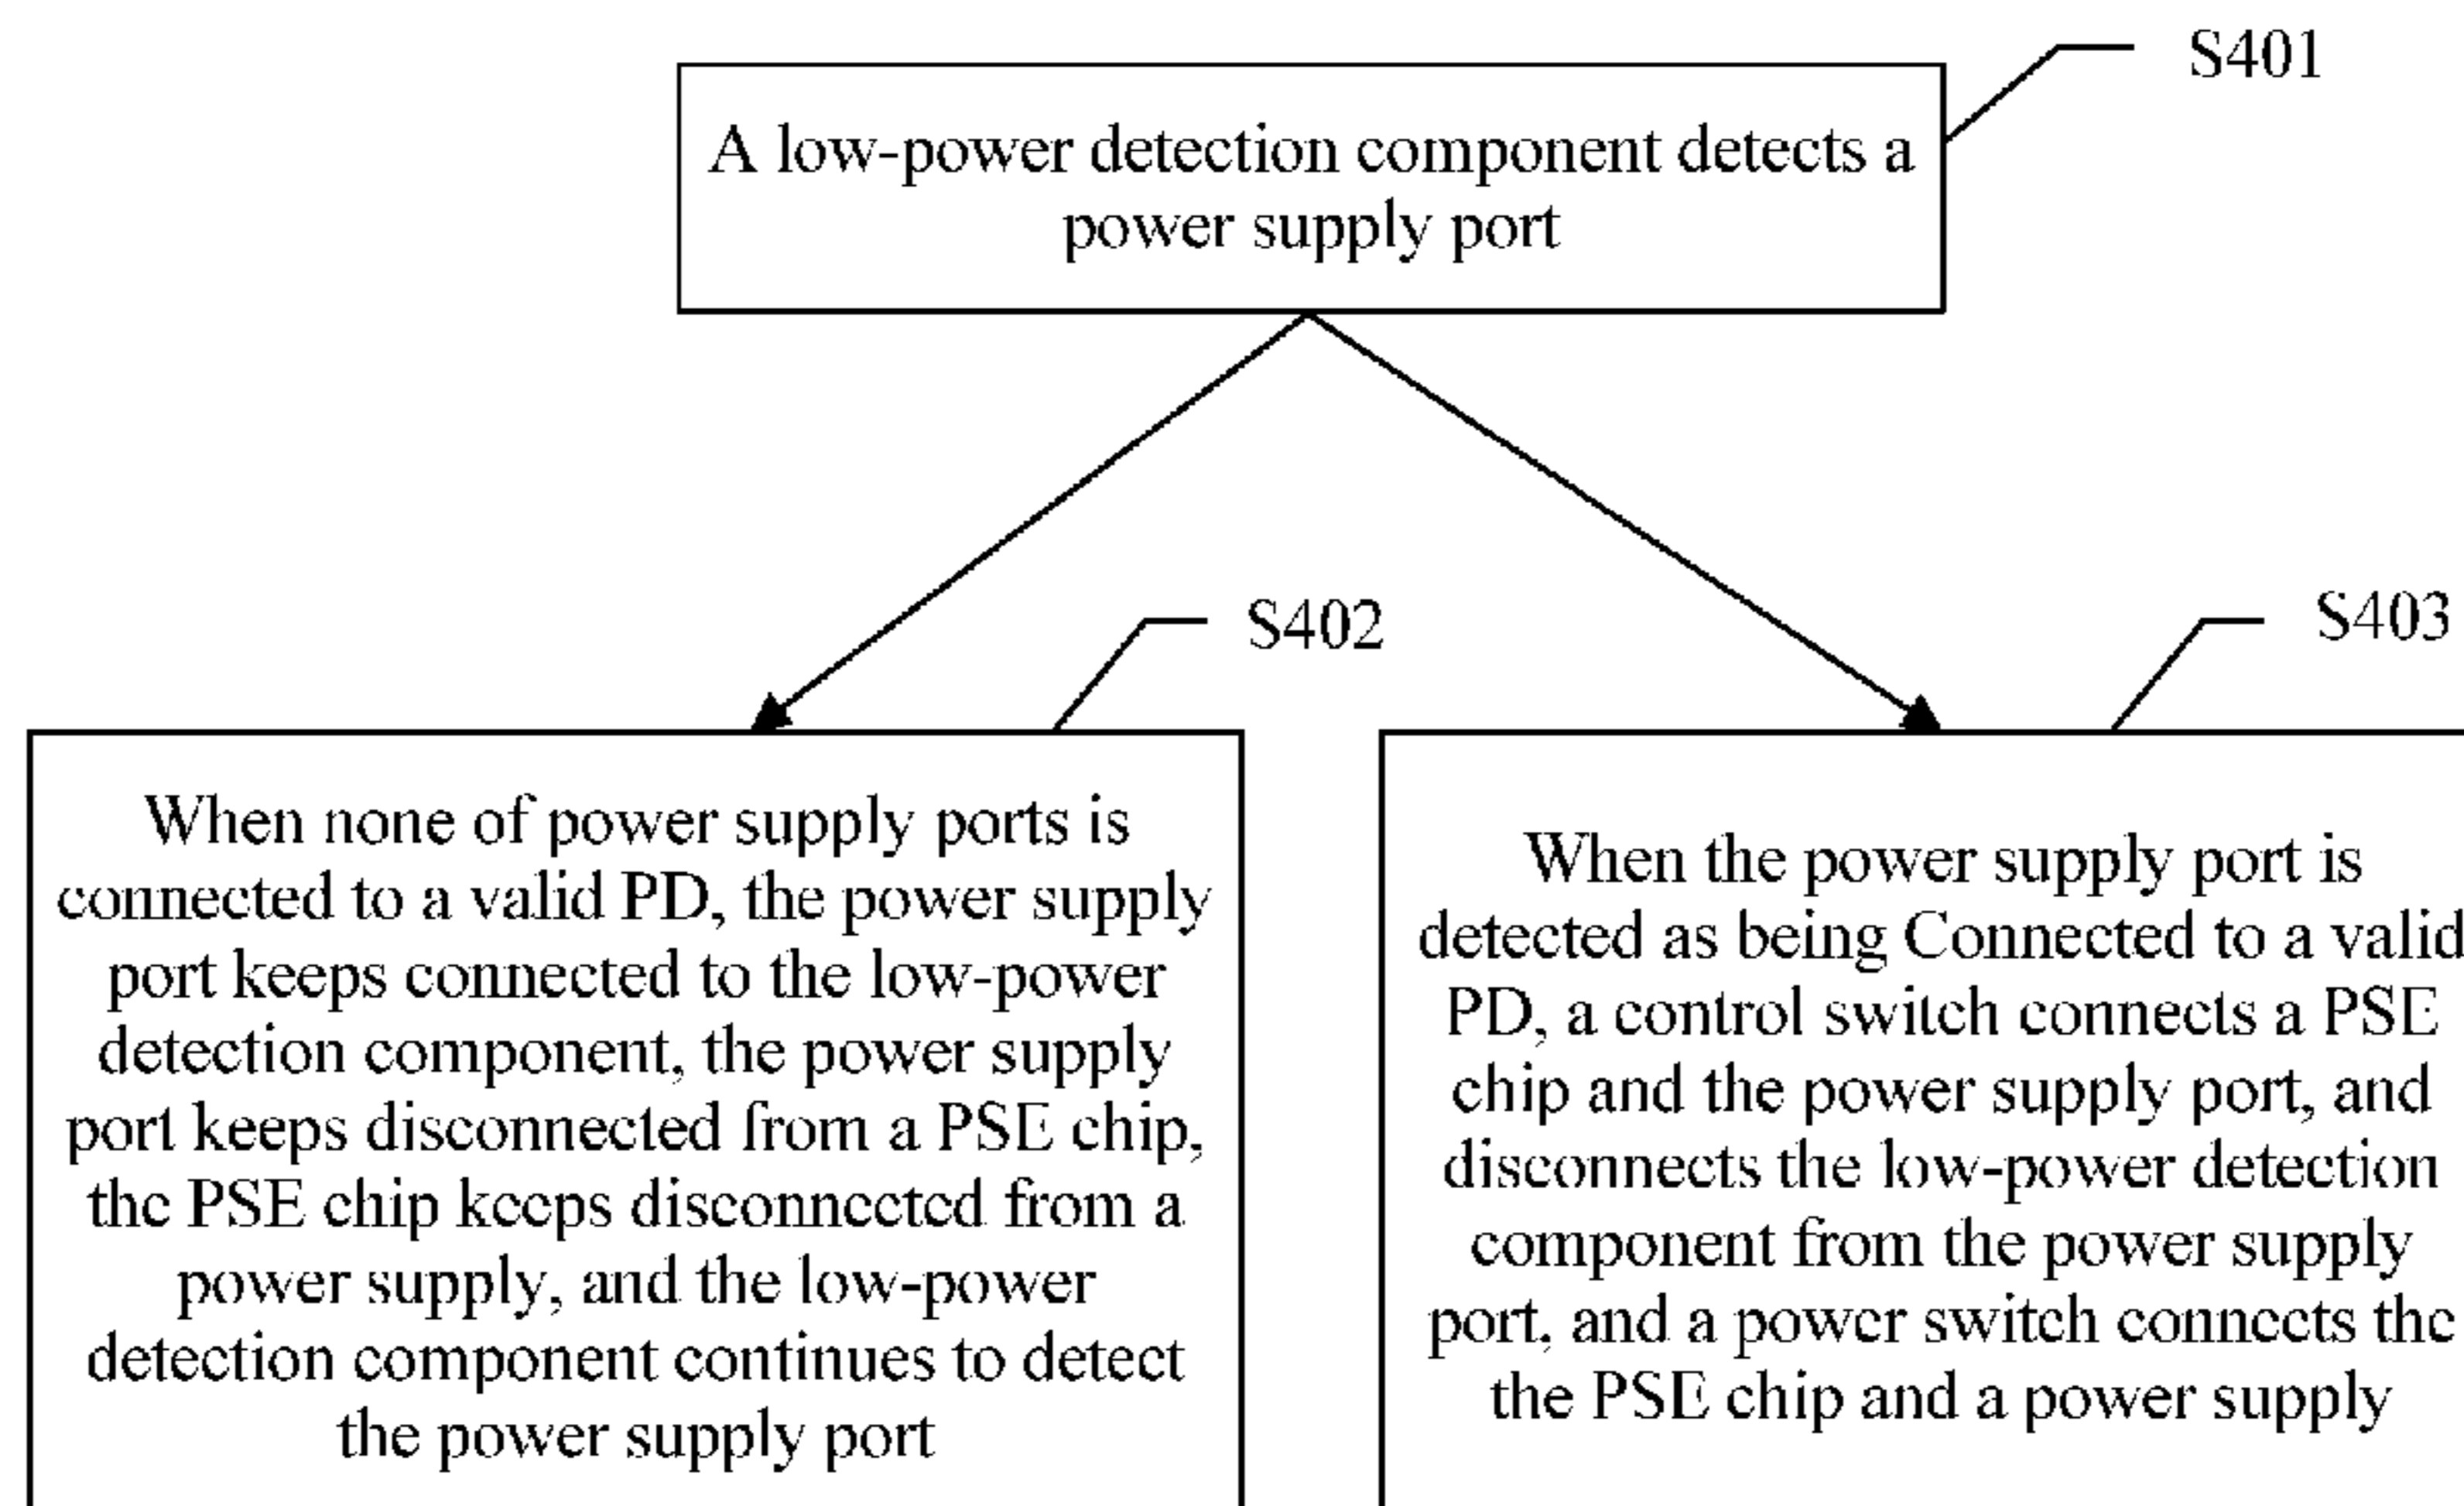 S401
A low-power detection component detects a
power supply port
S402
S403
When none of power supply ports is
connected to a valid PD, the power supply
port keeps connected to the low-power
detection component, the power supply
port keeps disconnected from a PSE chip,
the PSE chip keeps disconnected from a
power supply, and the low-power
detection component continues to detect
the power supply port
When the power supply port is
detected as being Connected to a valid
PD, a control switch connects a PSE
chip and the power supply port, and
disconnects the low-power detection
component from the power supply
port, and a power switch connects the
the PSE chip and a power supply